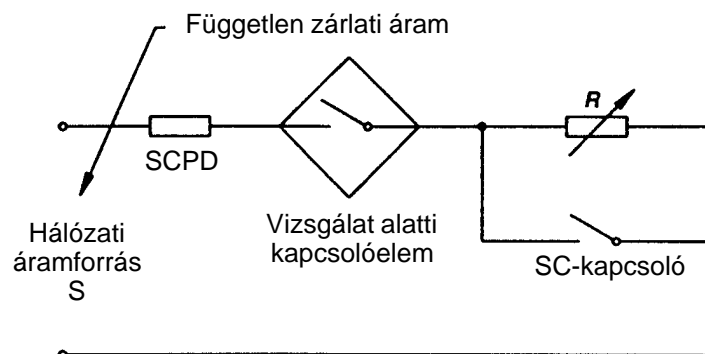 Független zárlati áram
R
SCPD
Hálózati
áramforrás
S
Vizsgálat alatti
kapcsolóelem
SC-kapcsoló